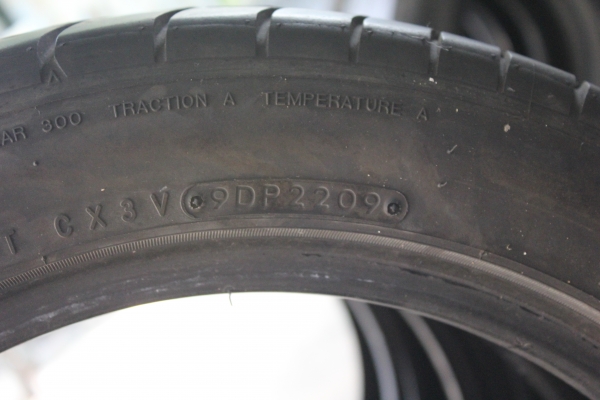 AR 300 TRACTION A TEMPERATURE A
T CX3V 9DP2209